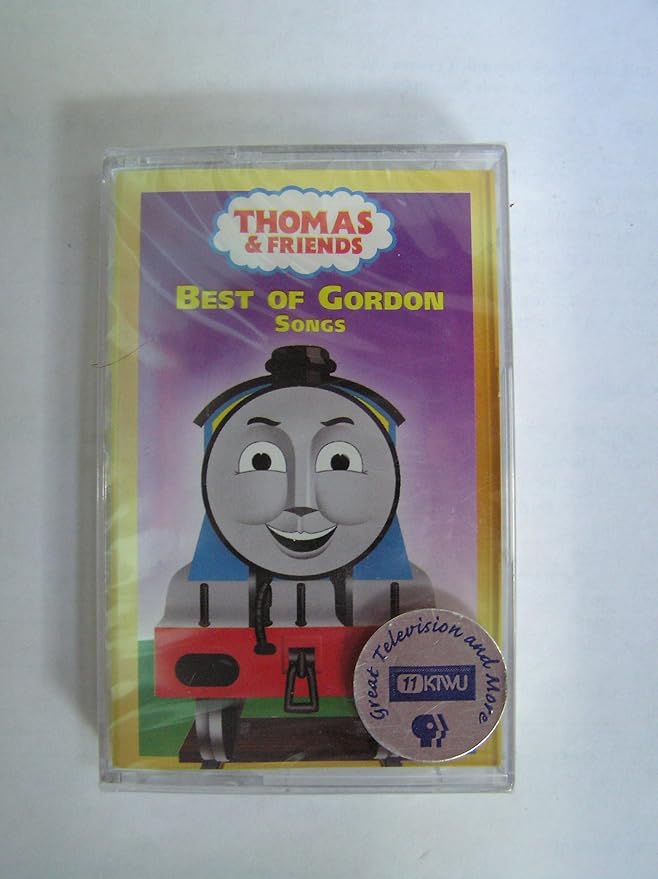 THOMAS
& FRIENDS
BEST OF GORDON
SONGS
Great Television and More
11 KTWU